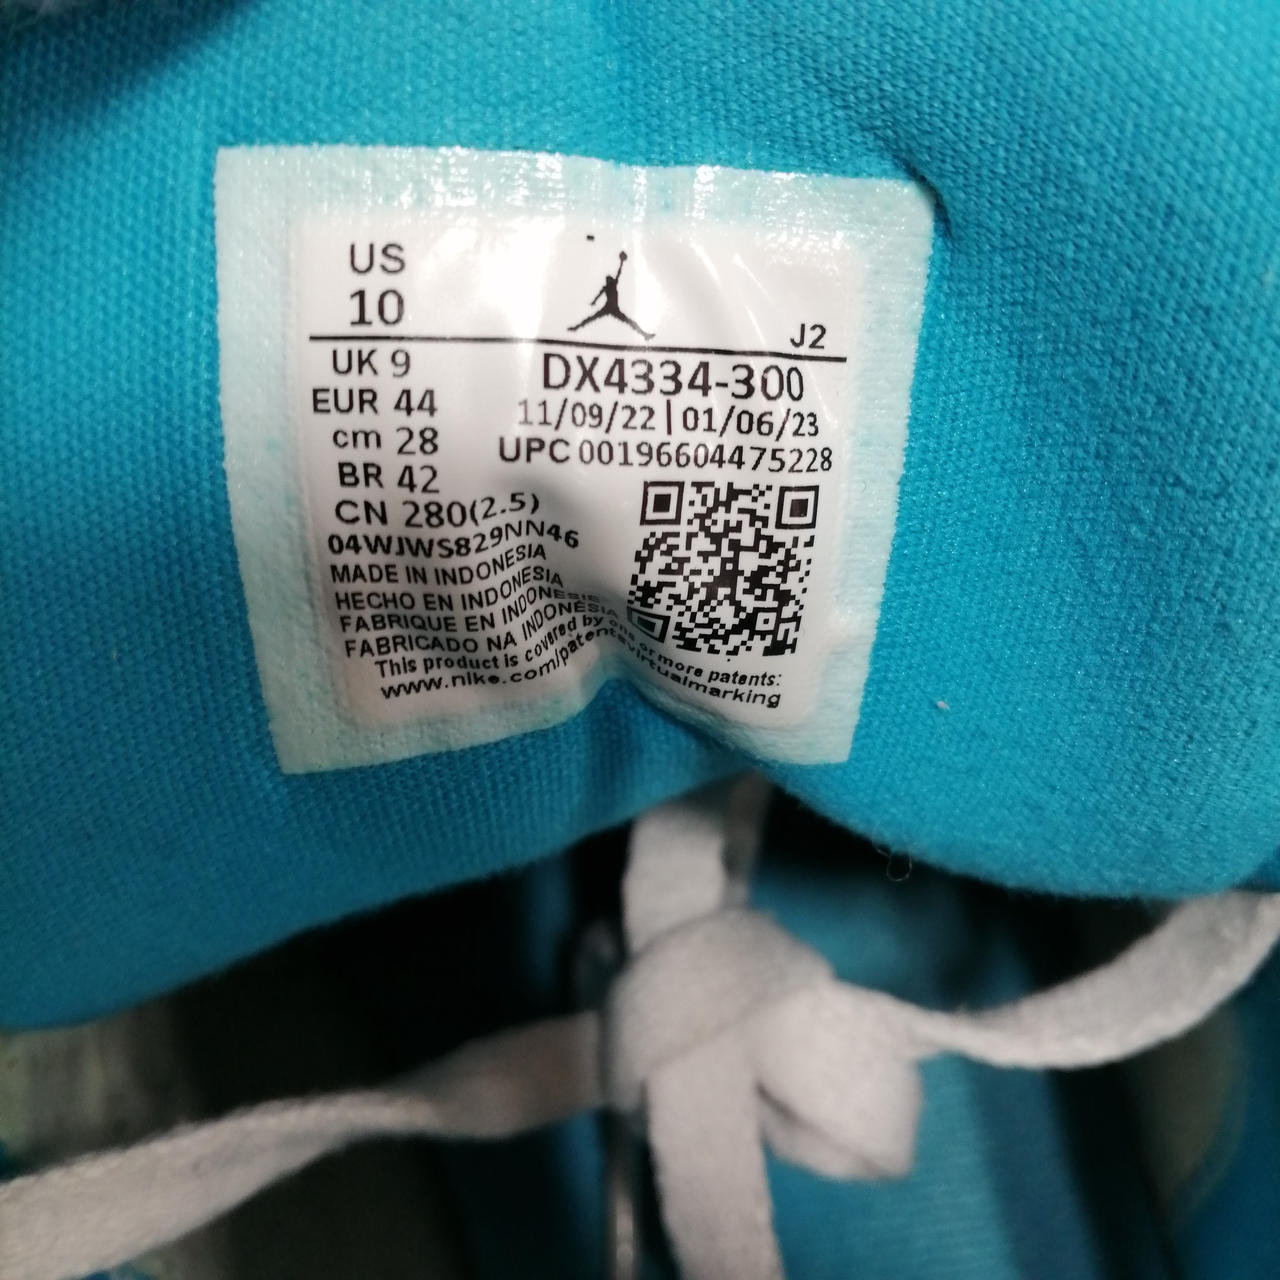 US
10
J2
UK 9
EUR 44
cm 28
BR 42
CN 280(2.5)
DX4334-300
11/09/22 | 01/06/23
UPC 00196604475228
04WJWS829NN46
MADE IN INDONESIA
HECHO EN INDONESIA
FABRIQUE EN INDONESIE
FABRICADO NA INDONÉSIA
This product is covered by one or more patents:
www.nike.com/patentsvirtualmarking